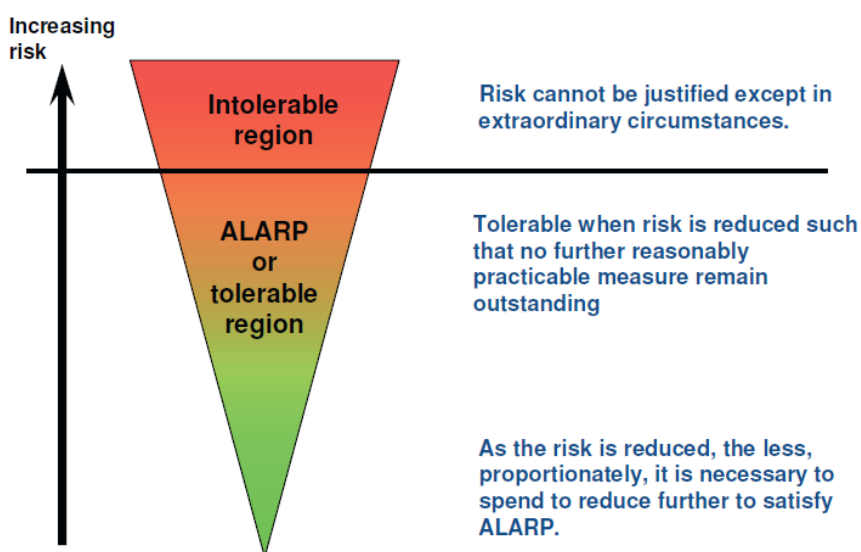 Increasing
risk
Intolerable
region
Risk cannot be justified except in
extraordinary circumstances.
ALARP
or
tolerable
region
Tolerable when risk is reduced such
that no further reasonably
practicable measure remain
outstanding
As the risk is reduced, the less,
proportionately, it is necessary to
spend to reduce further to satisfy
ALARP.